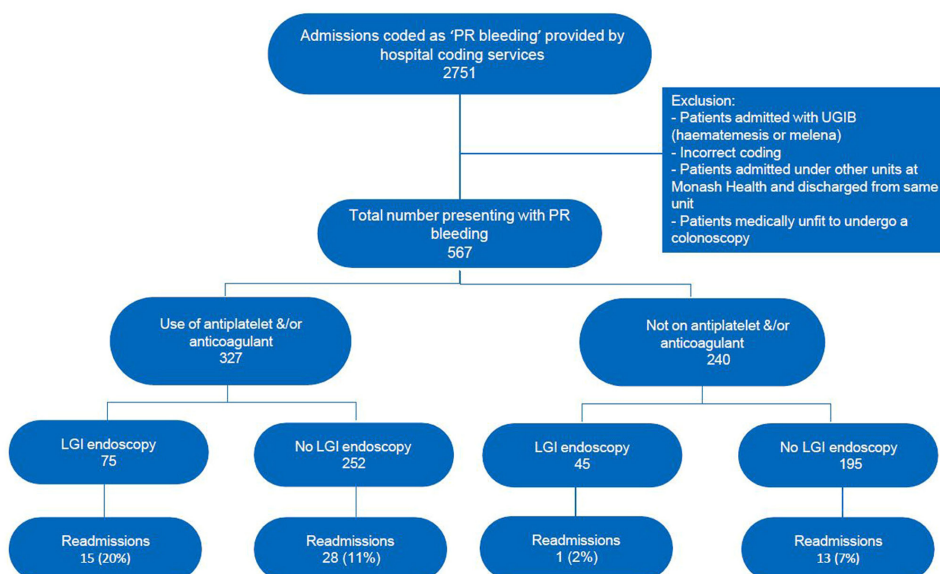 Admissions coded as ‘PR bleeding’ provided by
hospital coding services
2751
Exclusion:
- Patients admitted with UGIB
(haematemesis or melena)
- Incorrect coding
- Patients admitted under other units at
Monash Health and discharged from same
unit
- Patients medically unfit to undergo a
colonoscopy
Total number presenting with PR
bleeding
567
Use of antiplatelet &/or
anticoagulant
327
Not on antiplatelet &/or
anticoagulant
240
LGI endoscopy
75
No LGI endoscopy
252
LGI endoscopy
45
No LGI endoscopy
195
Readmissions
15 (20%)
Readmissions
28 (11%)
Readmissions
1 (2%)
Readmissions
13 (7%)